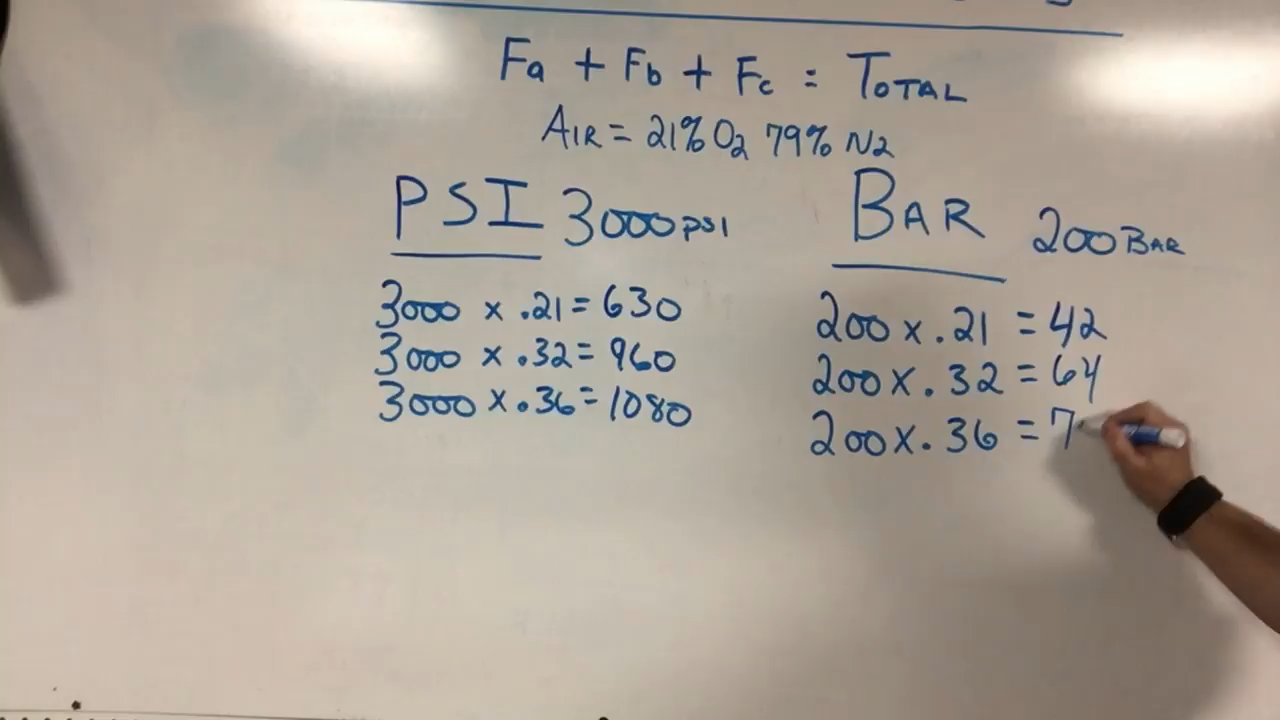 Fa + Fb + Fc = TOTAL
AIR = 21% O2 79% N2
PSI 3000 PSI
3000 x .21 = 630
3000 x .32 = 960
3000 x .36 = 1080
BAR 200 BAR
200 x .21 = 42
200 x .32 = 64
200 x .36 = 7